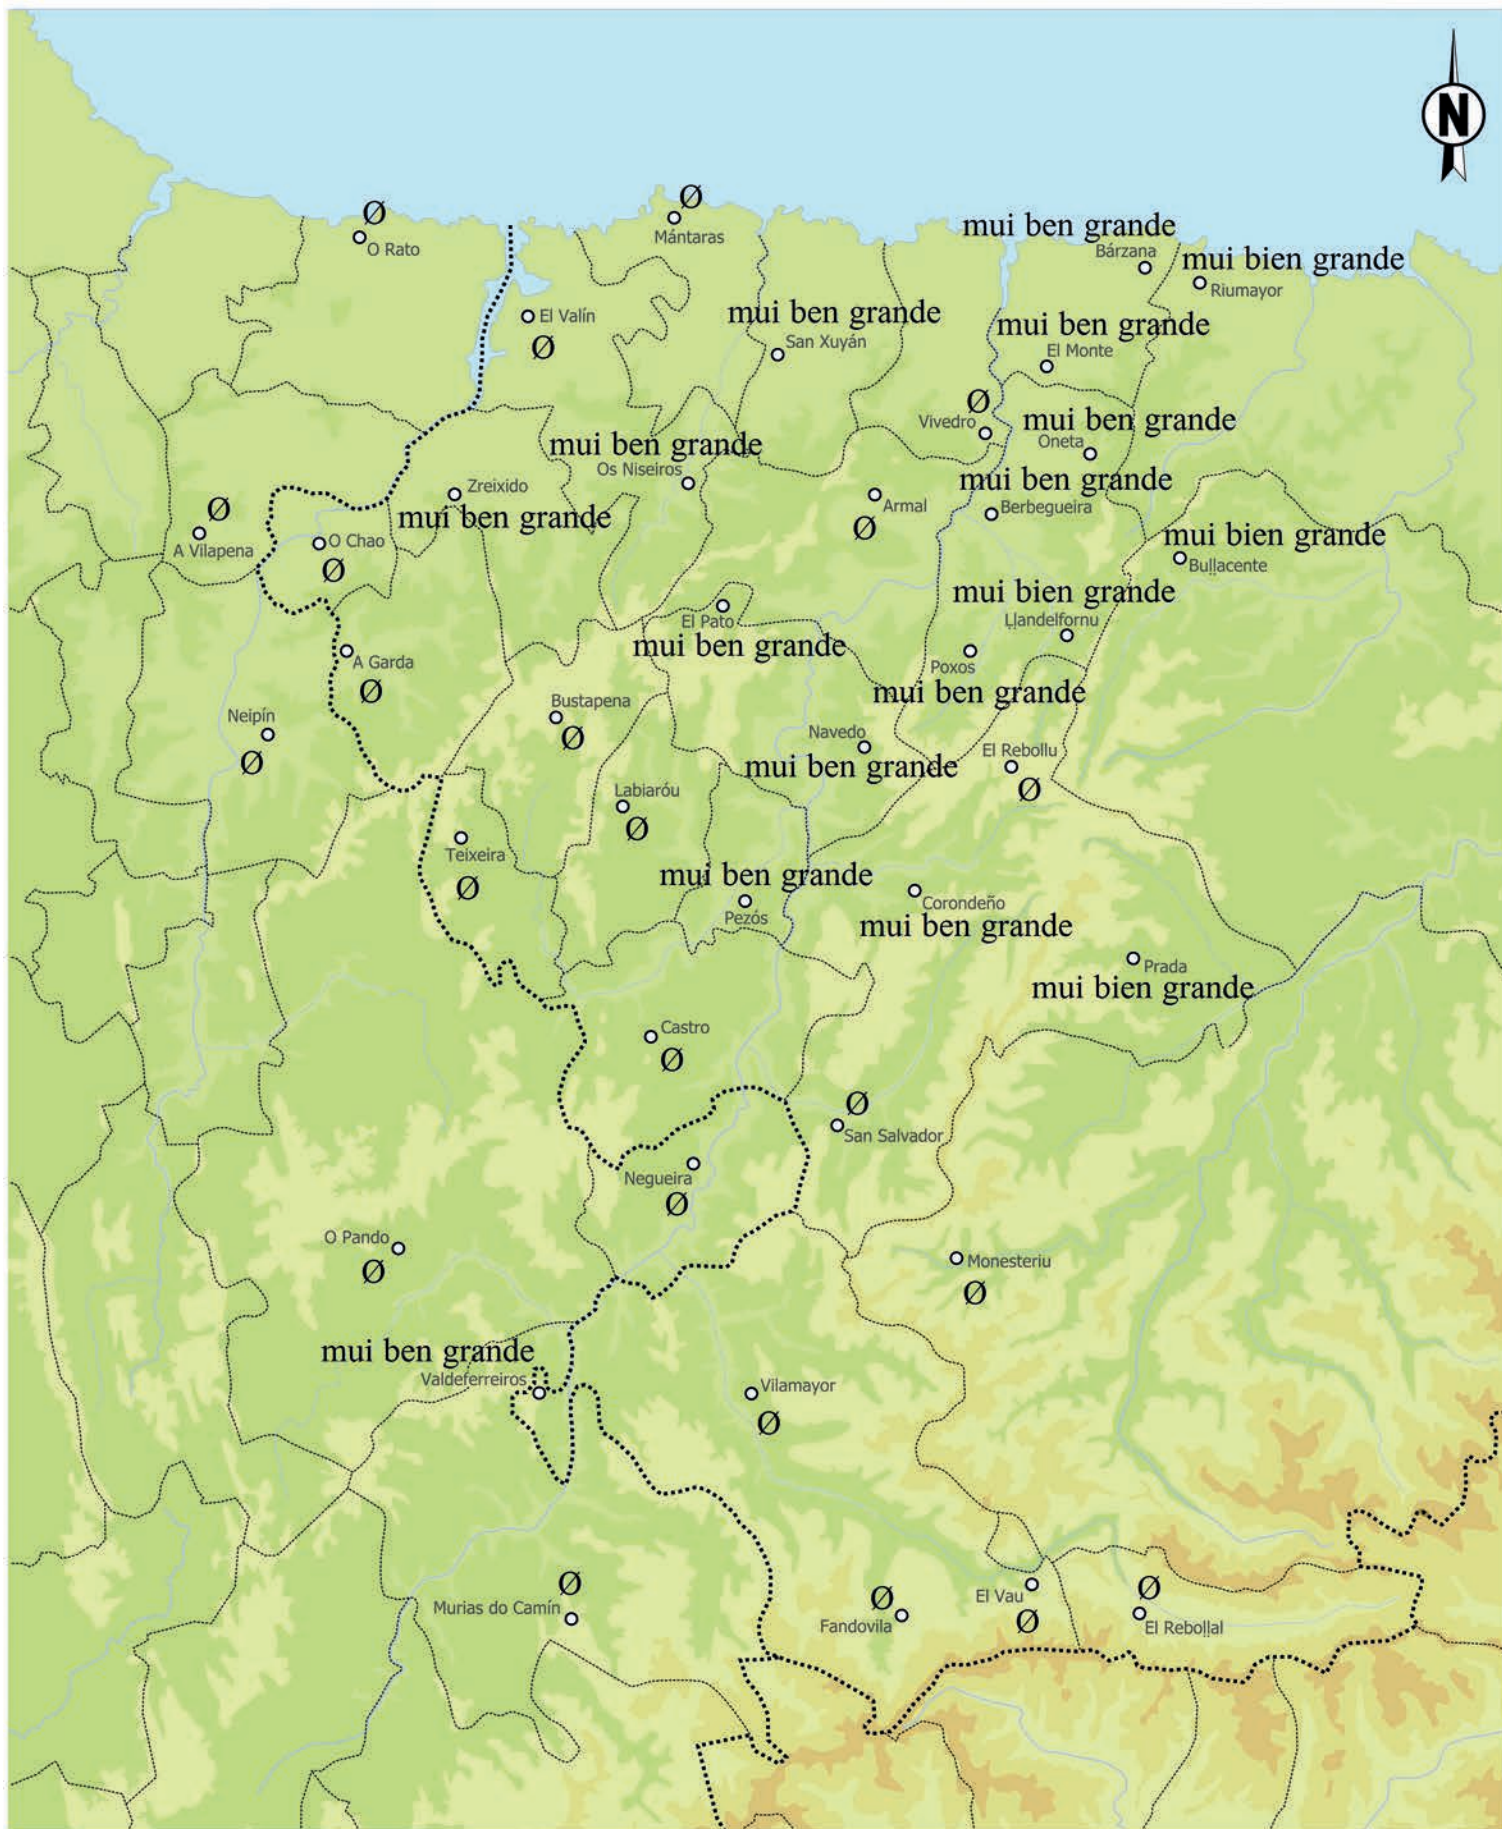 N
Ø
O Rato
Ø
Mántaras
mui ben grande
Bárzana
mui bien grande
Riumayor
El Valín
Ø
mui ben grande
San Xuyán
mui ben grande
El Monte
Ø
Vivedro
mui ben grande
Oneta
mui ben grande
Os Niseiros
Zreixido
mui ben grande
Armal
Ø
mui ben grande
Berbegueira
Ø
A Vilapena
O Chao
Ø
mui bien grande
Buḷḷacente
mui bien grande
Ḷḷandelfornu
El Pato
mui ben grande
A Garda
Ø
Poxos
mui ben grande
Bustapena
Ø
Neipín
Ø
Navedo
mui ben grande
El Rebollu
Ø
Labiaróu
Ø
Teixeira
Ø
mui ben grande
Pezós
Corondeño
mui ben grande
Prada
mui bien grande
Castro
Ø
Ø
San Salvador
Negueira
Ø
O Pando
Ø
Monesteriu
Ø
mui ben grande
Valdeferreiros
Vilamayor
Ø
Ø
Murias do Camín
Ø
Fandovila
El Vau
Ø
Ø
El Reboḷḷal